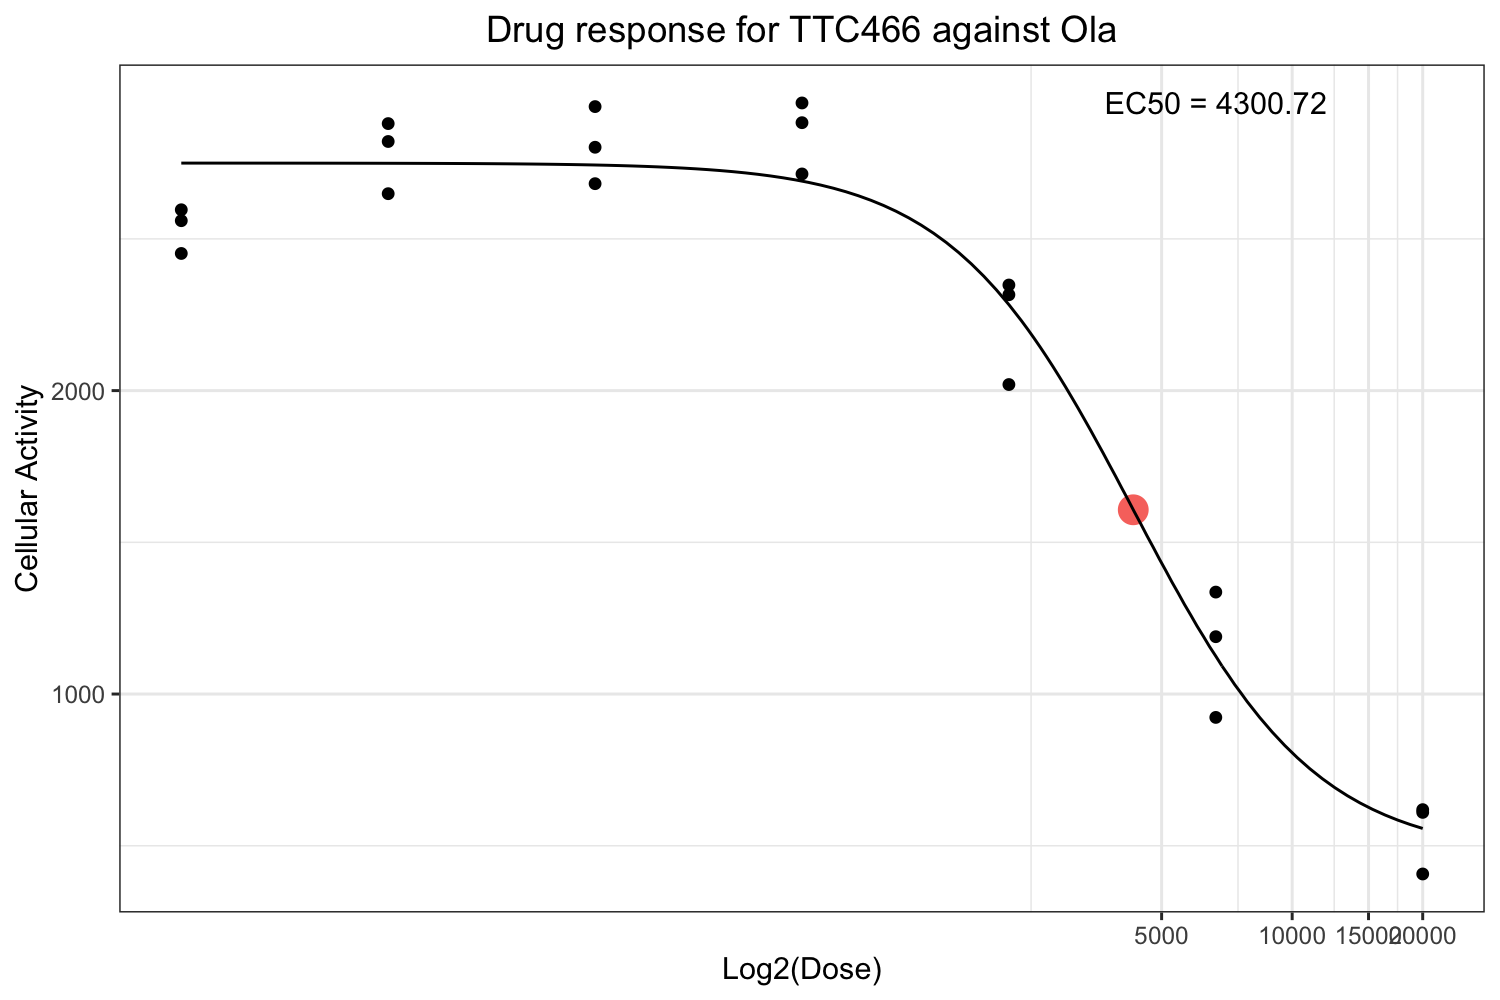 Drug response for TTC466 against Ola
EC50 = 4300.72
Cellular Activity
2000
1000
5000 10000 15000 20000
Log2(Dose)